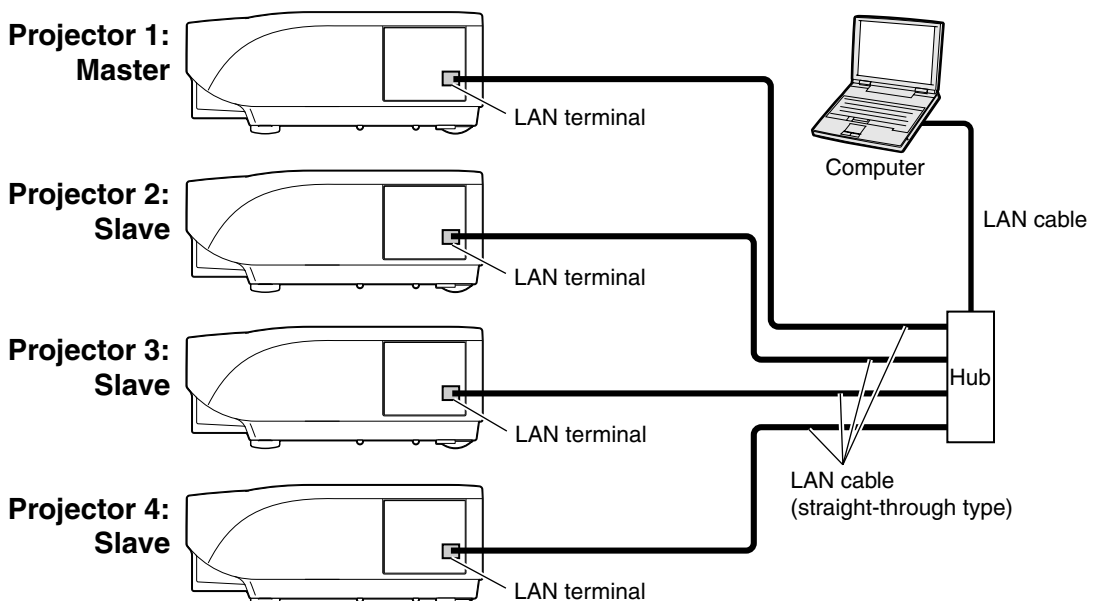 Projector 1:
Master
LAN terminal
Computer
Projector 2:
Slave
LAN cable
LAN terminal
Projector 3:
Slave
Hub
LAN terminal
LAN cable
(straight-through type)
Projector 4:
Slave
LAN terminal